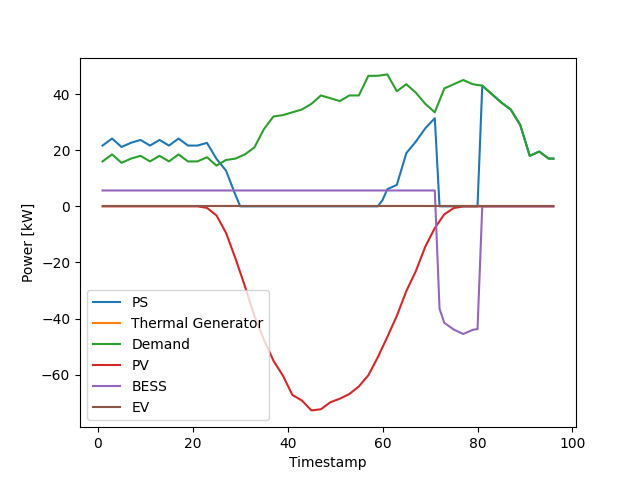 40
20
0
−20
−40
−60
Power [kW]
PS
Thermal Generator
Demand
PV
BESS
EV
0 20 40 60 80 100
Timestamp